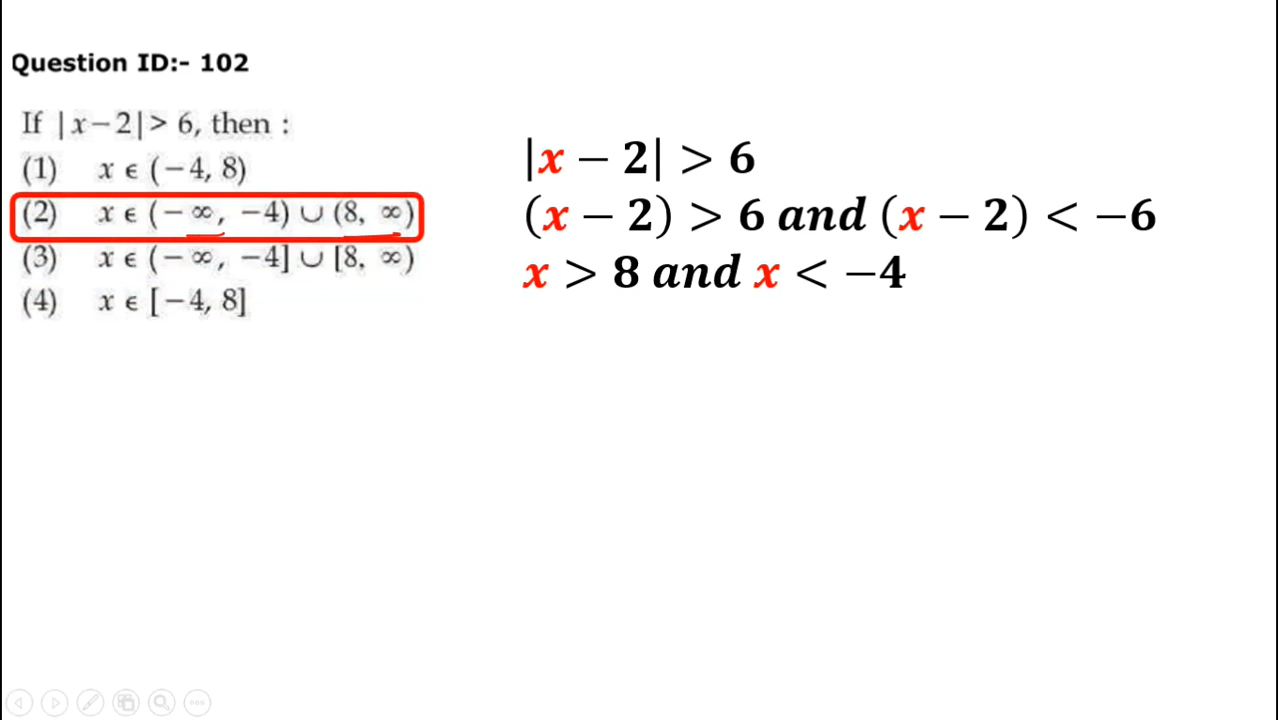 Question ID:- 102
If |x−2|> 6, then :
(1) x ϵ (−4, 8)
(2) x ϵ (−∞, −4) ∪ (8, ∞)
(3) x ϵ (−∞, −4] ∪ [8, ∞)
(4) x ϵ [−4, 8]
|x − 2| > 6
(x − 2) > 6 and (x − 2) < −6
x > 8 and x < −4